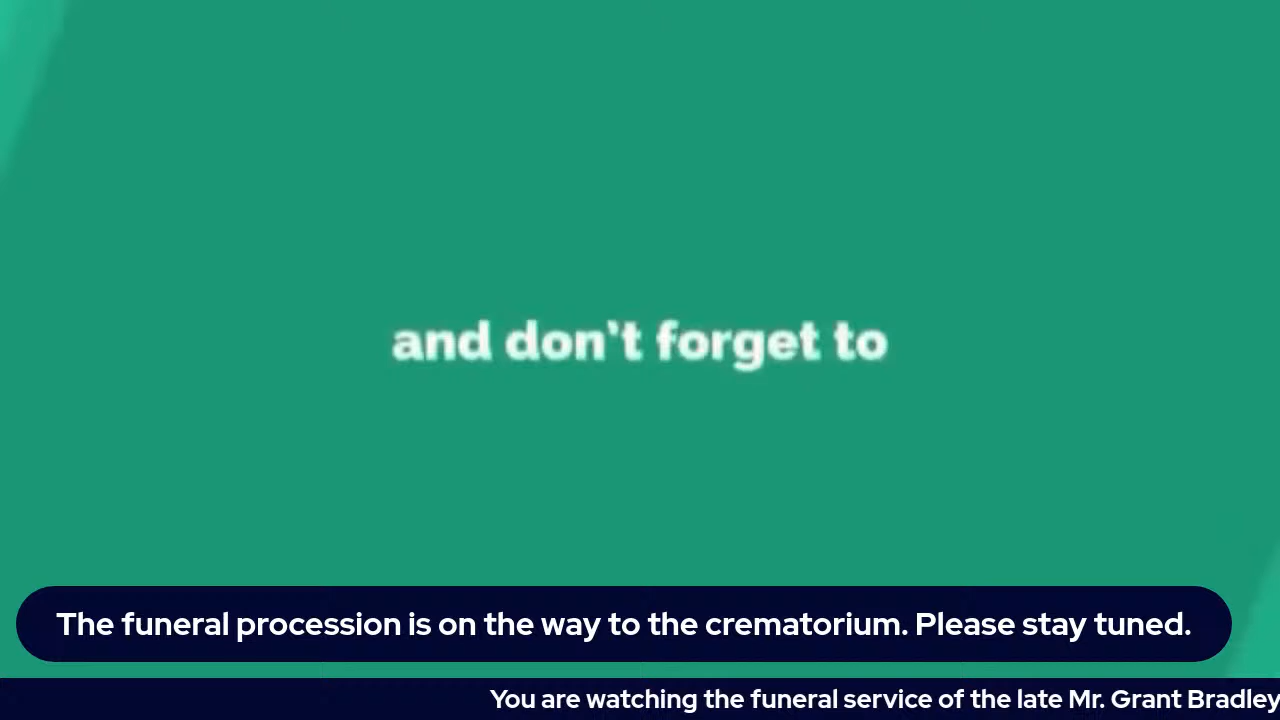 and don't forget to
The funeral procession is on the way to the crematorium. Please stay tuned.
You are watching the funeral service of the late Mr. Grant Bradley